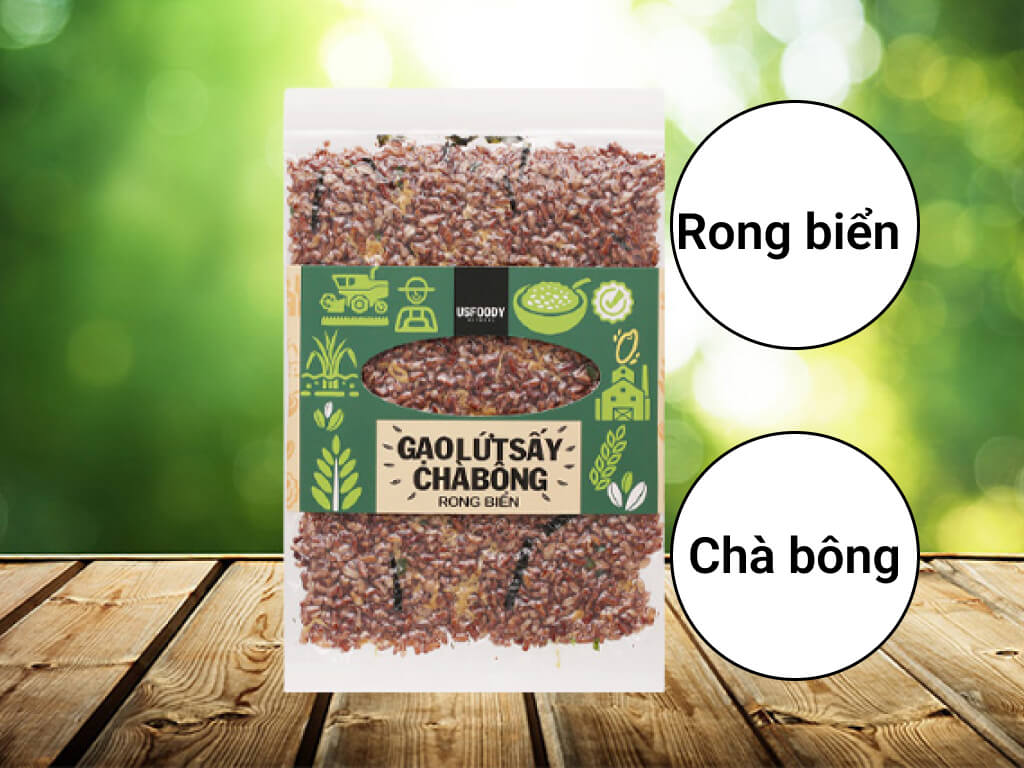 USFOODY
GẠO LỨT SẤY
CHÀ BÔNG
RONG BIỂN
Rong biển
Chà bông